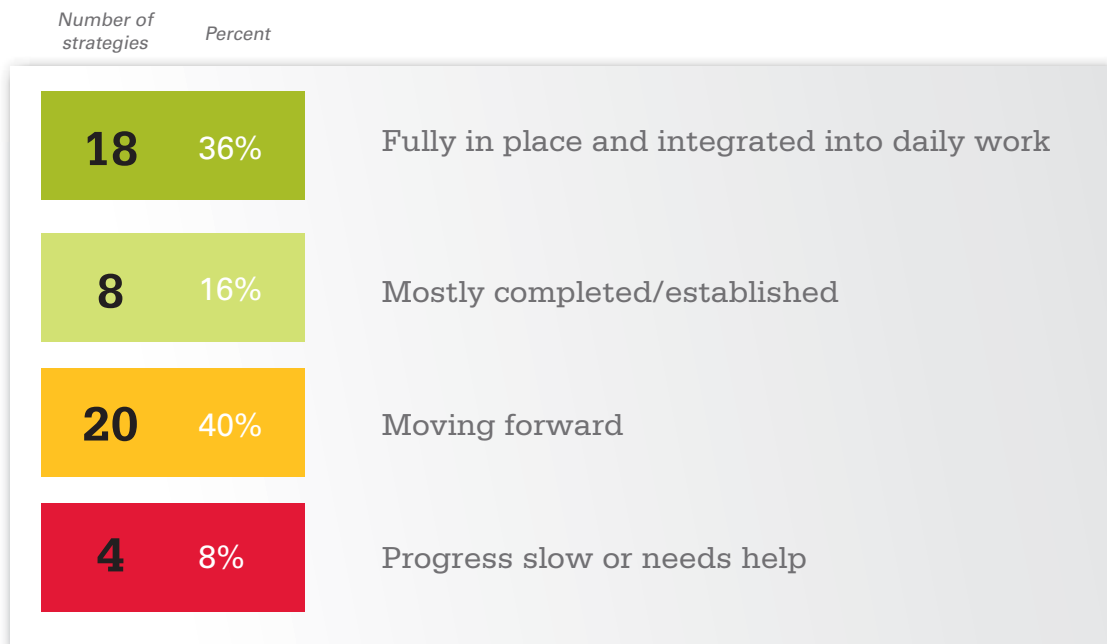 Number of
strategies
Percent
18 36% Fully in place and integrated into daily work
8 16% Mostly completed/established
20 40% Moving forward
4 8% Progress slow or needs help